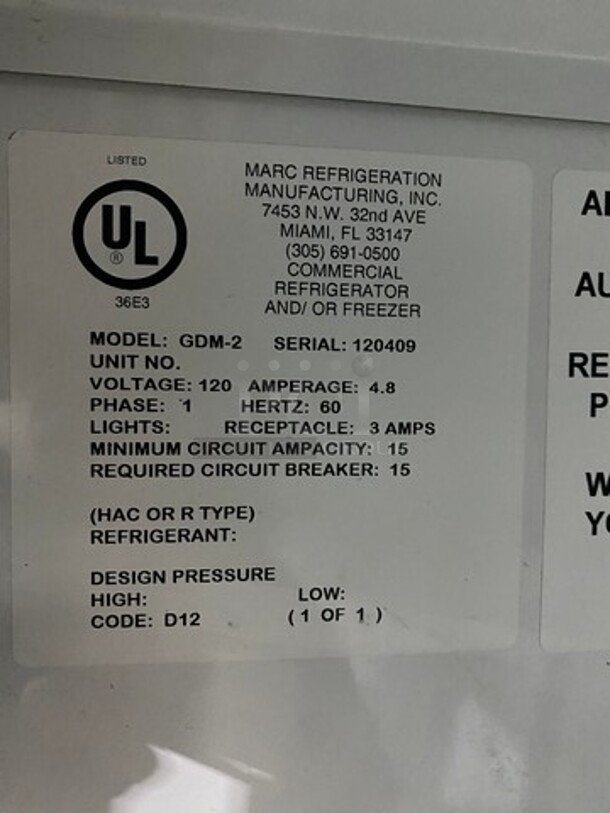 LISTED
UL
®
36E3
MARC REFRIGERATION
MANUFACTURING, INC.
7453 N.W. 32nd AVE
MIAMI, FL 33147
(305) 691-0500
COMMERCIAL
REFRIGERATOR
AND/ OR FREEZER
MODEL: GDM-2 SERIAL: 120409
UNIT NO.
VOLTAGE: 120 AMPERAGE: 4.8
PHASE: 1 HERTZ: 60
LIGHTS: RECEPTACLE: 3 AMPS
MINIMUM CIRCUIT AMPACITY: 15
REQUIRED CIRCUIT BREAKER: 15
(HAC OR R TYPE)
REFRIGERANT:
DESIGN PRESSURE
HIGH: LOW:
CODE: D12 ( 1 OF 1 )
AU
RE
P
W
YO